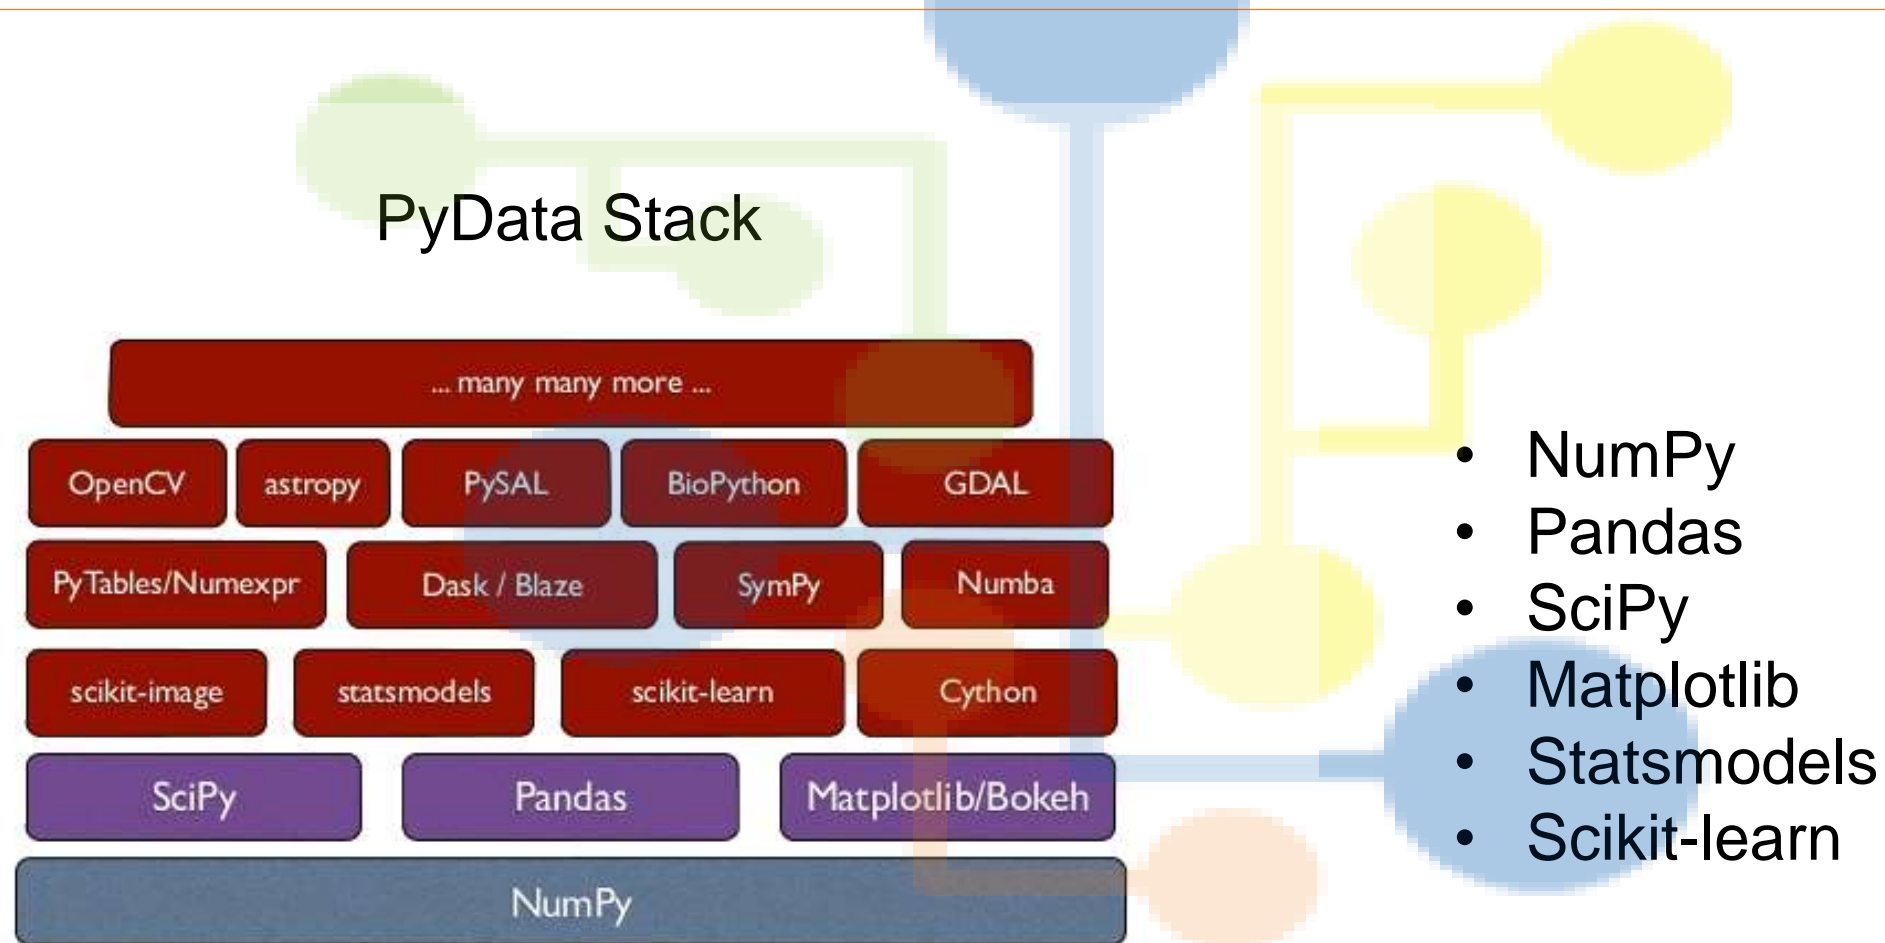 PyData Stack
... many many more ...
OpenCV astropy PySAL BioPython GDAL
PyTables/Numexpr Dask / Blaze SymPy Numba
scikit-image statsmodels scikit-learn Cython
SciPy Pandas Matplotlib/Bokeh
NumPy
• NumPy
• Pandas
• SciPy
• Matplotlib
• Statsmodels
• Scikit-learn